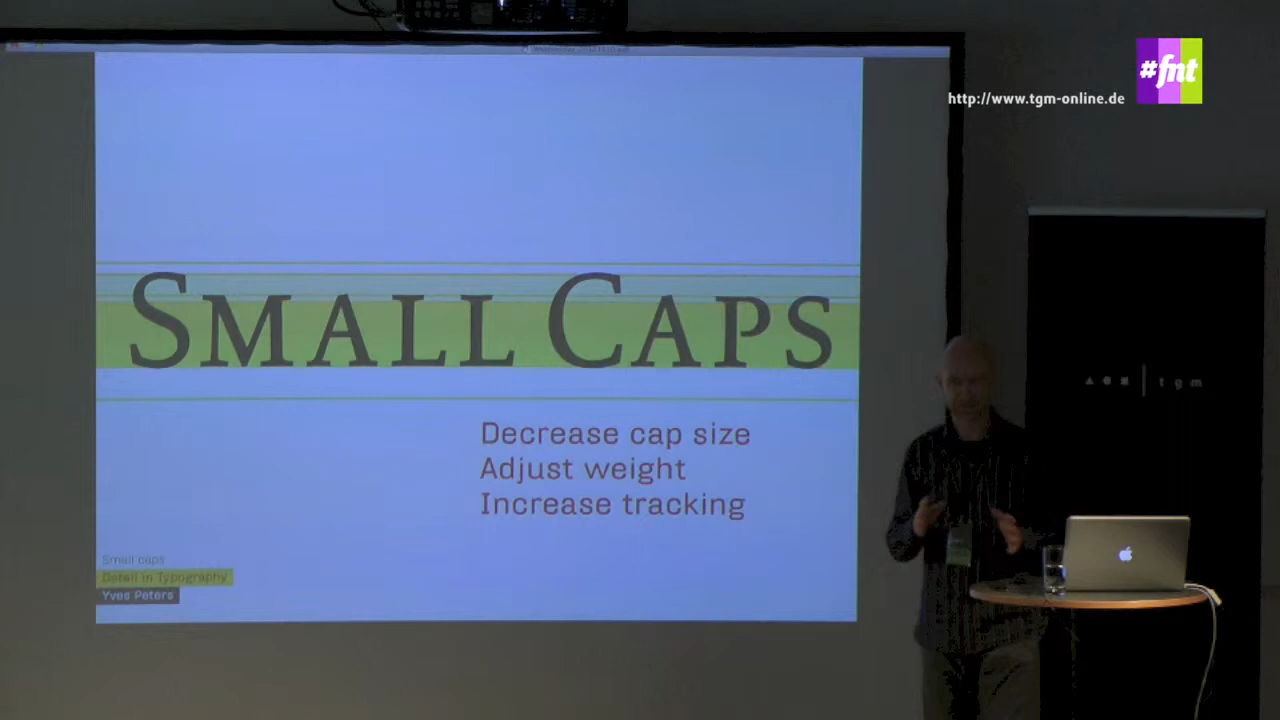 #fnt
http://www.tgm-online.de
SMALL CAPS
Decrease cap size
Adjust weight
Increase tracking
Small caps
Detail in Typography
Yves Peters
tgm